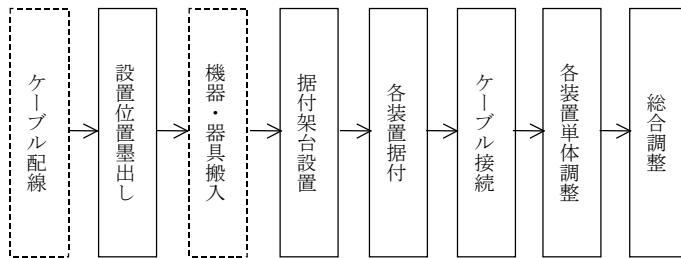 ケーブル配線
設置位置墨出し
機器・器具搬入
据付架台設置
各装置据付
ケーブル接続
各装置単体調整
総合調整